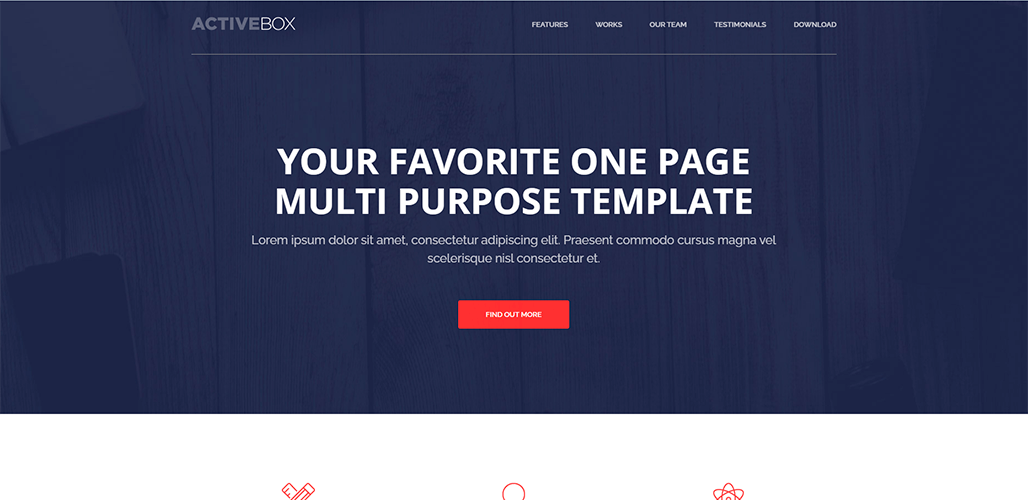 ACTIVEBOX
FEATURES WORKS OUR TEAM TESTIMONIALS DOWNLOAD
YOUR FAVORITE ONE PAGE
MULTI PURPOSE TEMPLATE
Lorem ipsum dolor sit amet, consectetur adipiscing elit. Praesent commodo cursus magna vel
scelerisque nisl consectetur et.
FIND OUT MORE